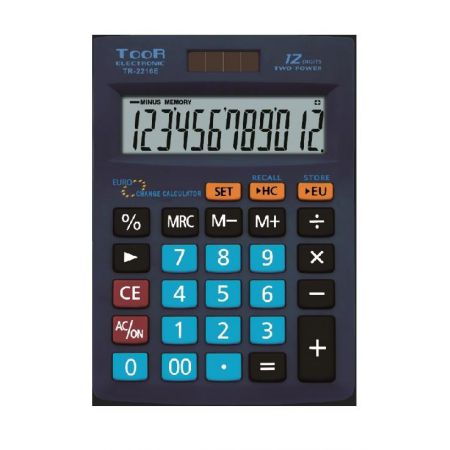 TooR
ELECTRONIC
TR-2216E
12 DIGITS
TWO POWER
MINUS MEMORY
123456789012.
EURO CHANGE CALCULATOR
RECALL STORE
SET ▶HC ▶EU
% MRC M− M+ ÷
▶ 7 8 9 ×
CE 4 5 6 −
AC/ON 1 2 3 +
0 00 · =